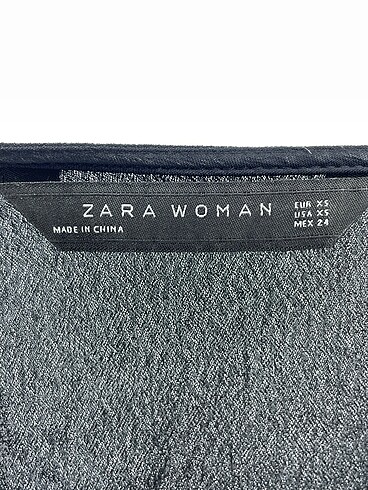 ZARA WOMAN
MADE IN CHINA
EUR XS
USA XS
MEX 24